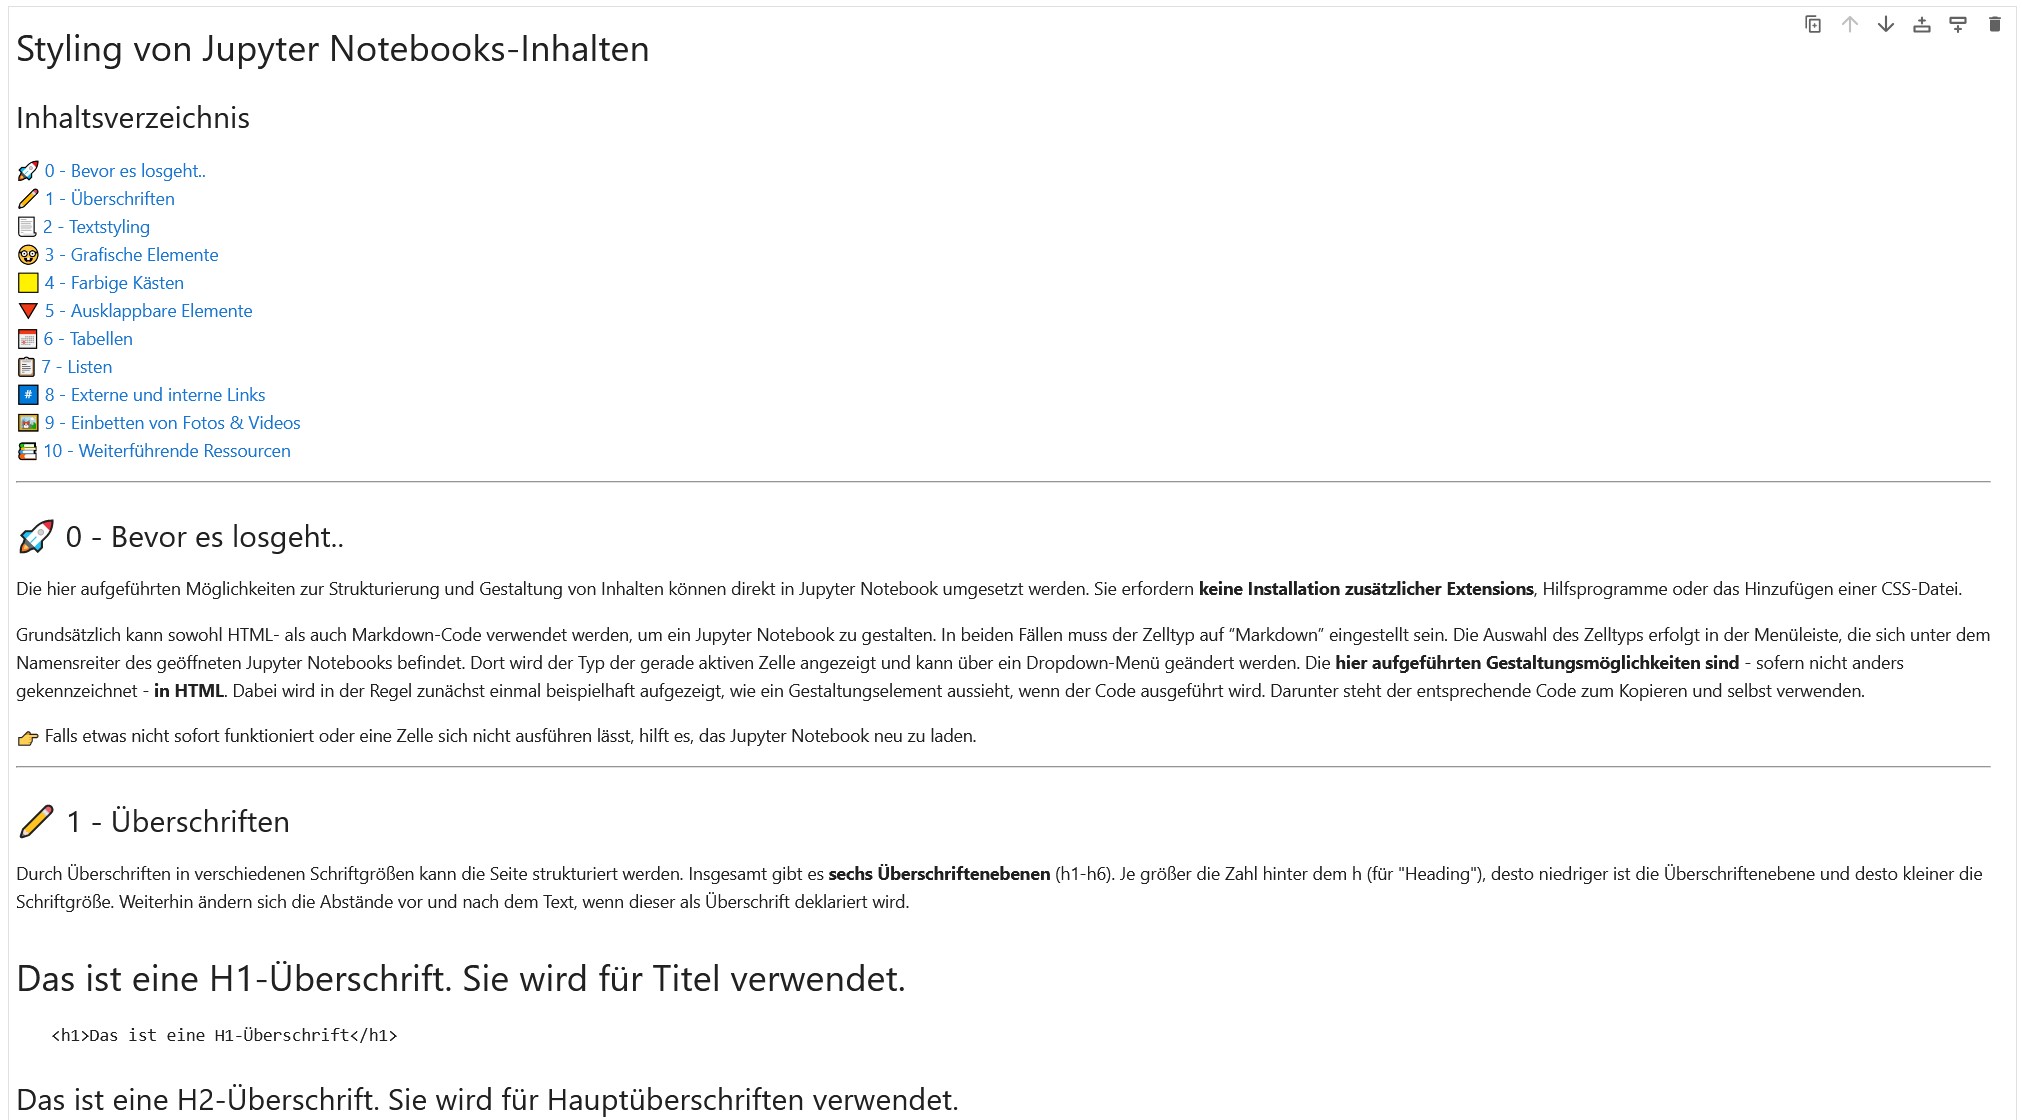 Styling von Jupyter Notebooks-Inhalten
Inhaltsverzeichnis
🚀 0 - Bevor es losgeht..
✏️ 1 - Überschriften
📃 2 - Textstyling
🤓 3 - Grafische Elemente
🟨 4 - Farbige Kästen
🔻 5 - Ausklappbare Elemente
📅 6 - Tabellen
📋 7 - Listen
#️⃣ 8 - Externe und interne Links
🖼️ 9 - Einbetten von Fotos & Videos
📚 10 - Weiterführende Ressourcen
🚀 0 - Bevor es losgeht..
Die hier aufgeführten Möglichkeiten zur Strukturierung und Gestaltung von Inhalten können direkt in Jupyter Notebook umgesetzt werden. Sie erfordern keine Installation zusätzlicher Extensions, Hilfsprogramme oder das Hinzufügen einer CSS-Datei.
Grundsätzlich kann sowohl HTML- als auch Markdown-Code verwendet werden, um ein Jupyter Notebook zu gestalten. In beiden Fällen muss der Zelltyp auf “Markdown” eingestellt sein. Die Auswahl des Zelltyps erfolgt in der Menüleiste, die sich unter dem
Namensreiter des geöffneten Jupyter Notebooks befindet. Dort wird der Typ der gerade aktiven Zelle angezeigt und kann über ein Dropdown-Menü geändert werden. Die hier aufgeführten Gestaltungsmöglichkeiten sind - sofern nicht anders
gekennzeichnet - in HTML. Dabei wird in der Regel zunächst einmal beispielhaft aufgezeigt, wie ein Gestaltungselement aussieht, wenn der Code ausgeführt wird. Darunter steht der entsprechende Code zum Kopieren und selbst verwenden.
👉 Falls etwas nicht sofort funktioniert oder eine Zelle sich nicht ausführen lässt, hilft es, das Jupyter Notebook neu zu laden.
✏️ 1 - Überschriften
Durch Überschriften in verschiedenen Schriftgrößen kann die Seite strukturiert werden. Insgesamt gibt es sechs Überschriftenebenen (h1-h6). Je größer die Zahl hinter dem h (für "Heading"), desto niedriger ist die Überschriftenebene und desto kleiner die
Schriftgröße. Weiterhin ändern sich die Abstände vor und nach dem Text, wenn dieser als Überschrift deklariert wird.
Das ist eine H1-Überschrift. Sie wird für Titel verwendet.
<h1>Das ist eine H1-Überschrift</h1>
Das ist eine H2-Überschrift. Sie wird für Hauptüberschriften verwendet.